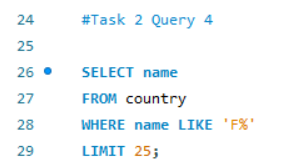 24 #Task 2 Query 4
25
26 SELECT name
27 FROM country
28 WHERE name LIKE 'F%'
29 LIMIT 25;